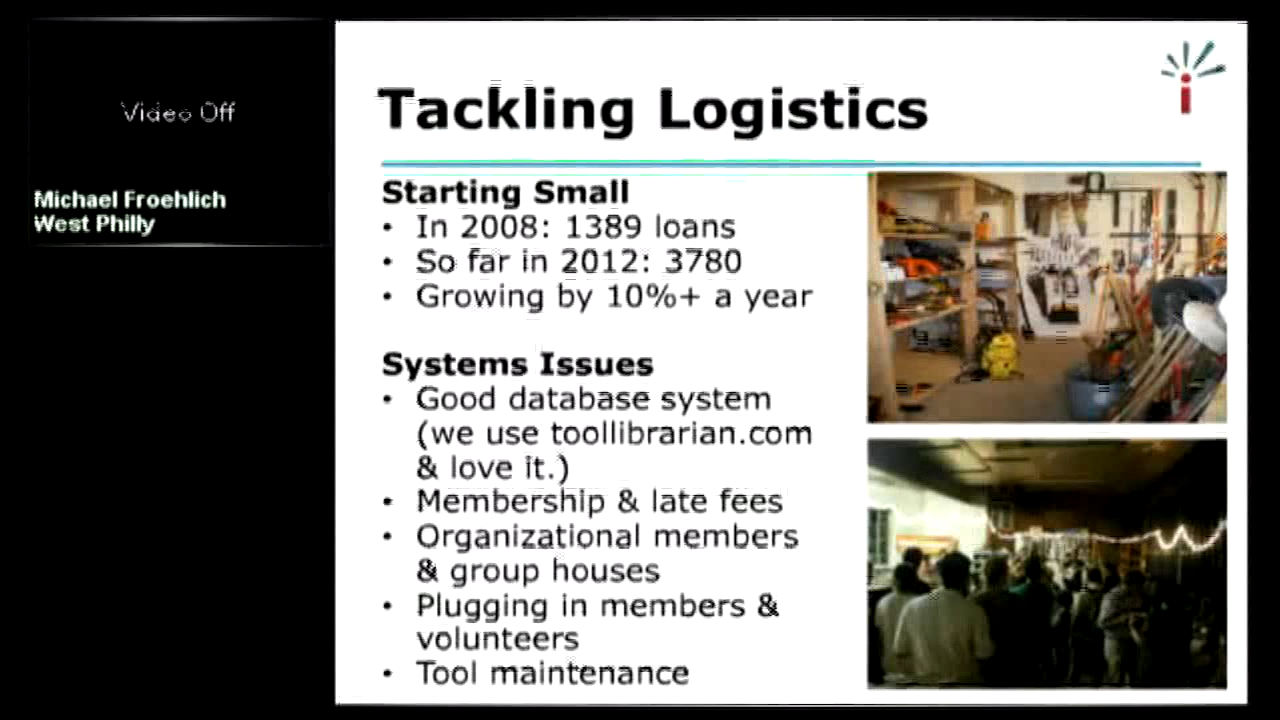 Video Off
Michael Froehlich
West Philly
Tackling Logistics
Starting Small
• In 2008: 1389 loans
• So far in 2012: 3780
• Growing by 10%+ a year
Systems Issues
• Good database system
(we use toollibrarian.com
& love it.)
• Membership & late fees
• Organizational members
& group houses
• Plugging in members &
volunteers
• Tool maintenance